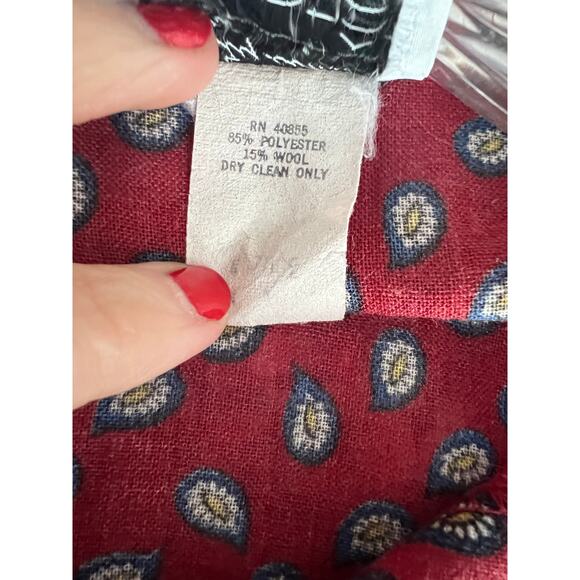 RN 40855
85% POLYESTER
15% WOOL
DRY CLEAN ONLY